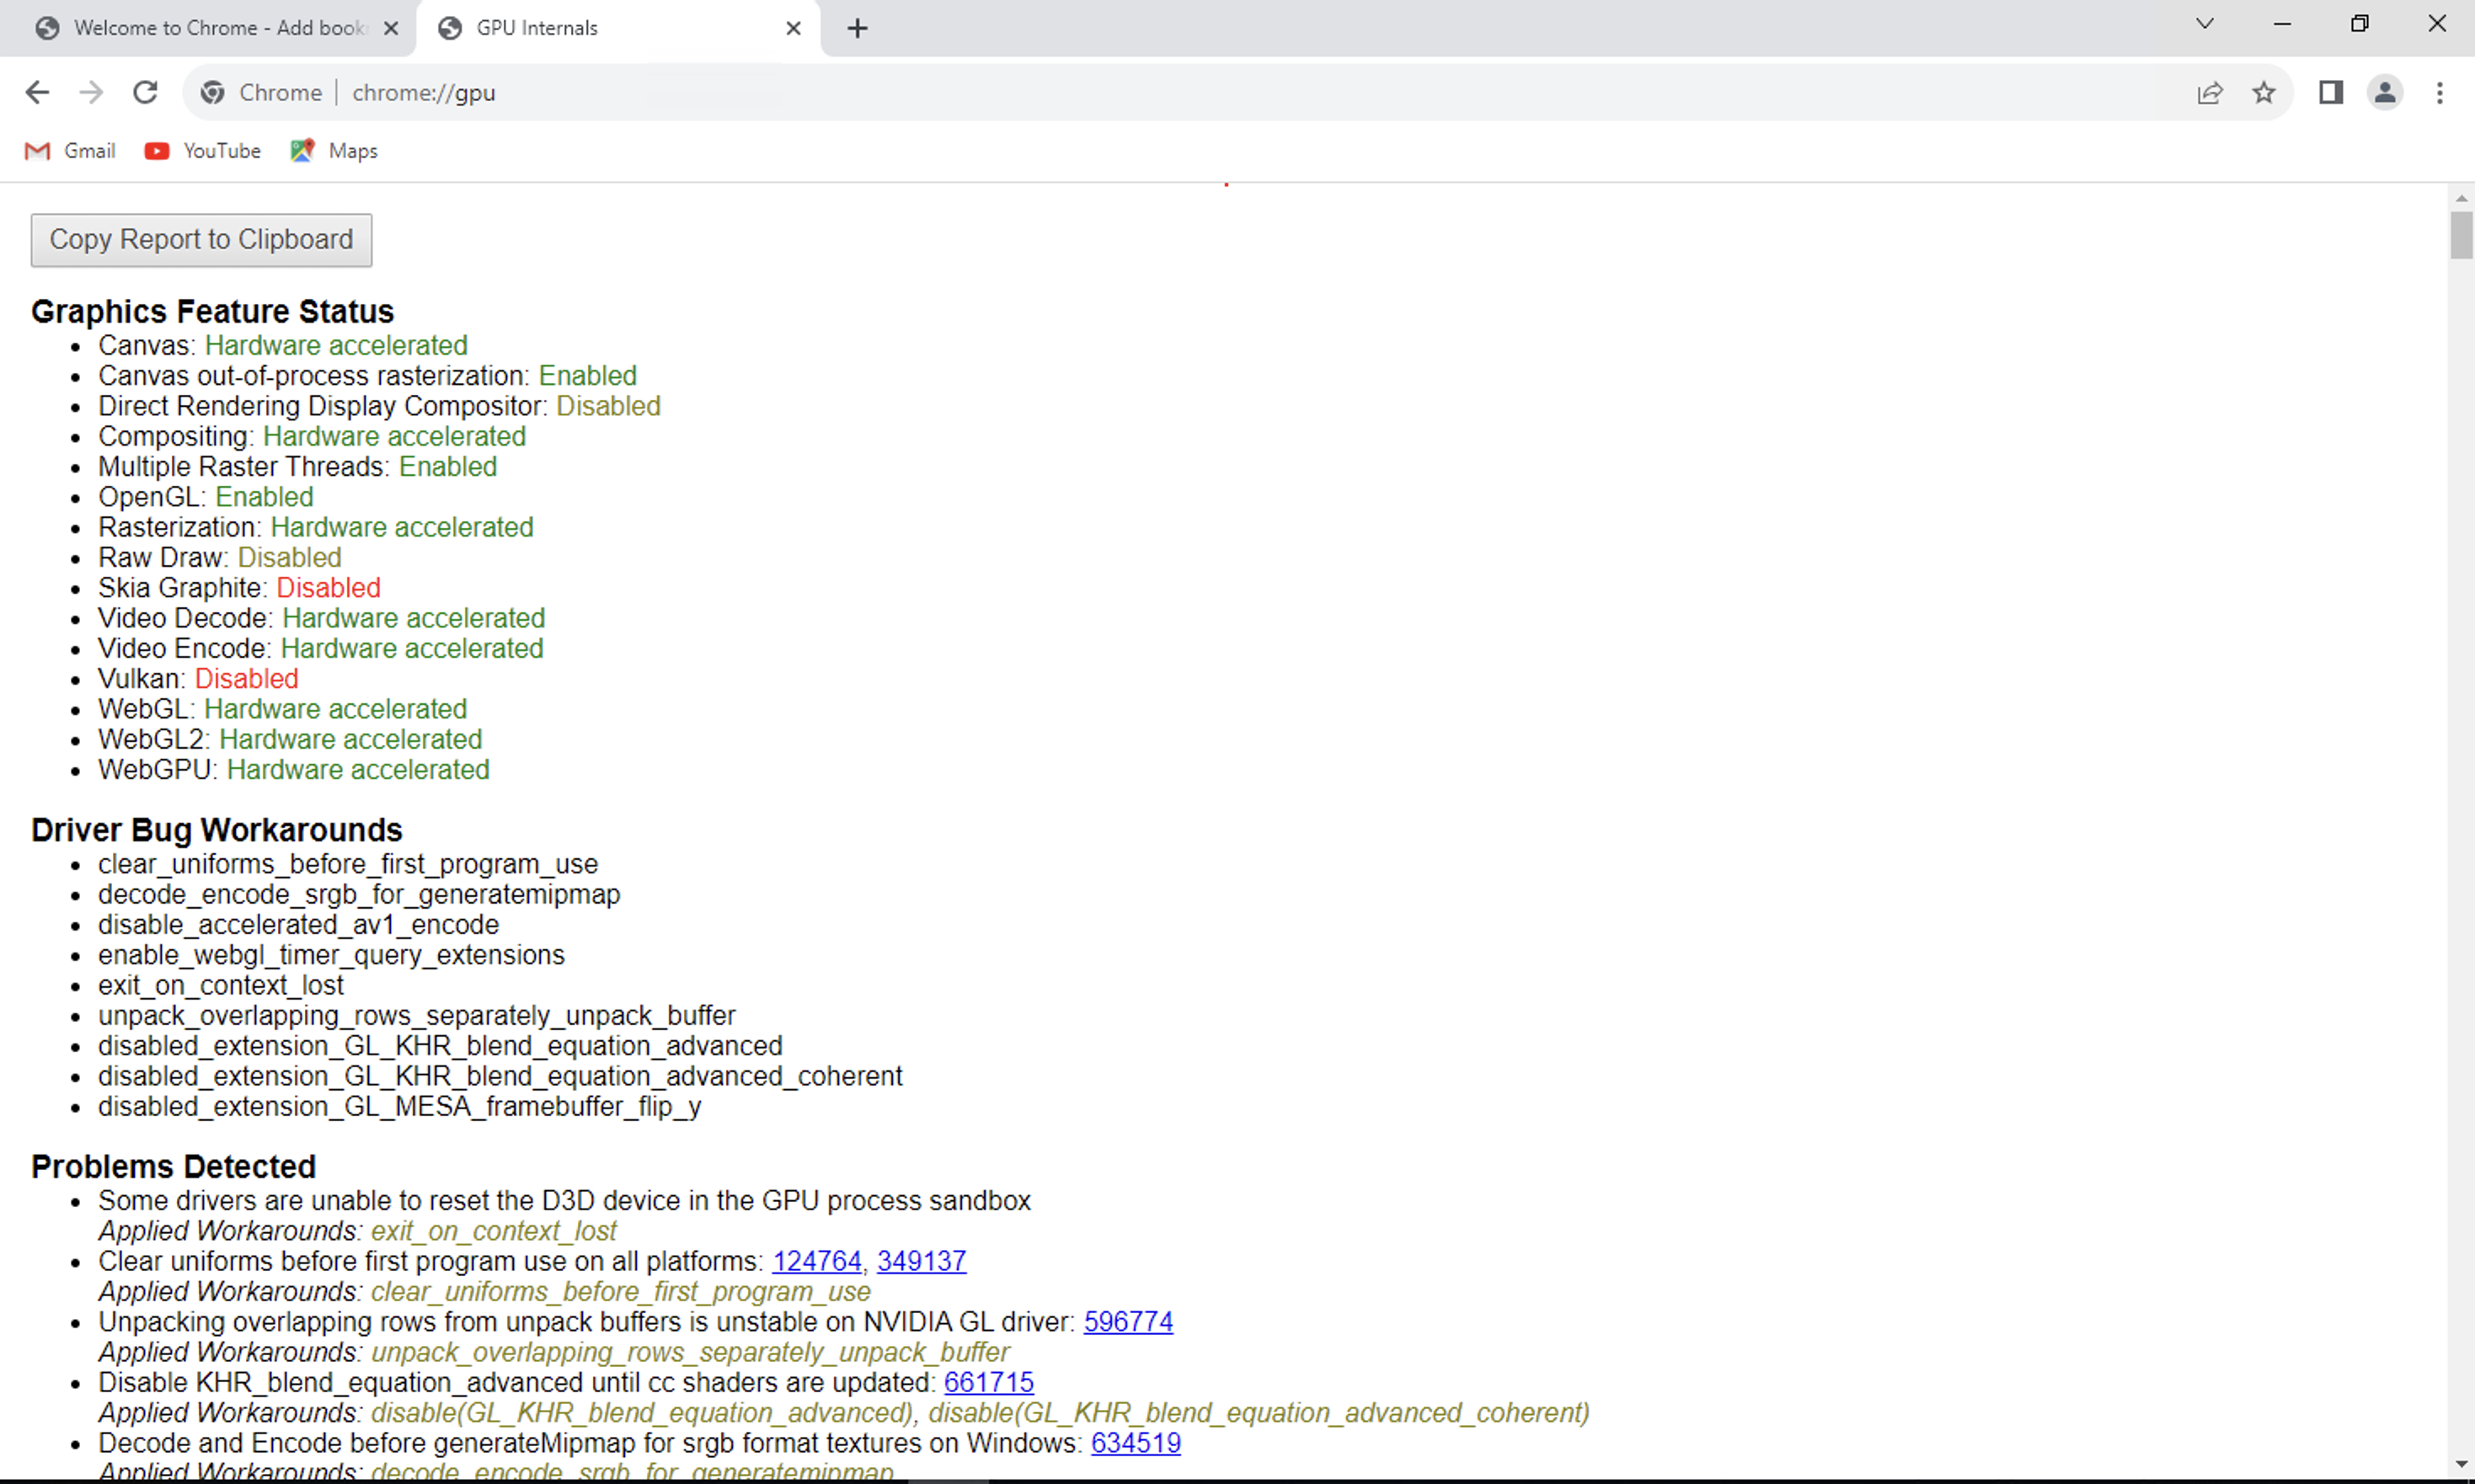 Welcome to Chrome - Add book
GPU Internals
Chrome
chrome://gpu
Gmail
YouTube
Maps
Copy Report to Clipboard
Graphics Feature Status
Canvas: Hardware accelerated
Canvas out-of-process rasterization: Enabled
Direct Rendering Display Compositor: Disabled
Compositing: Hardware accelerated
Multiple Raster Threads: Enabled
OpenGL: Enabled
Rasterization: Hardware accelerated
Raw Draw: Disabled
Skia Graphite: Disabled
Video Decode: Hardware accelerated
Video Encode: Hardware accelerated
Vulkan: Disabled
WebGL: Hardware accelerated
WebGL2: Hardware accelerated
WebGPU: Hardware accelerated
Driver Bug Workarounds
clear_uniforms_before_first_program_use
decode_encode_srgb_for_generatemipmap
disable_accelerated_av1_encode
enable_webgl_timer_query_extensions
exit_on_context_lost
unpack_overlapping_rows_separately_unpack_buffer
disabled_extension_GL_KHR_blend_equation_advanced
disabled_extension_GL_KHR_blend_equation_advanced_coherent
disabled_extension_GL_MESA_framebuffer_flip_y
Problems Detected
Some drivers are unable to reset the D3D device in the GPU process sandbox
Applied Workarounds: exit_on_context_lost
Clear uniforms before first program use on all platforms: 124764, 349137
Applied Workarounds: clear_uniforms_before_first_program_use
Unpacking overlapping rows from unpack buffers is unstable on NVIDIA GL driver: 596774
Applied Workarounds: unpack_overlapping_rows_separately_unpack_buffer
Disable KHR_blend_equation_advanced until cc shaders are updated: 661715
Applied Workarounds: disable(GL_KHR_blend_equation_advanced), disable(GL_KHR_blend_equation_advanced_coherent)
Decode and Encode before generateMipmap for srgb format textures on Windows: 634519
Applied Workarounds: decode_encode_srgb_for_generatemipmap